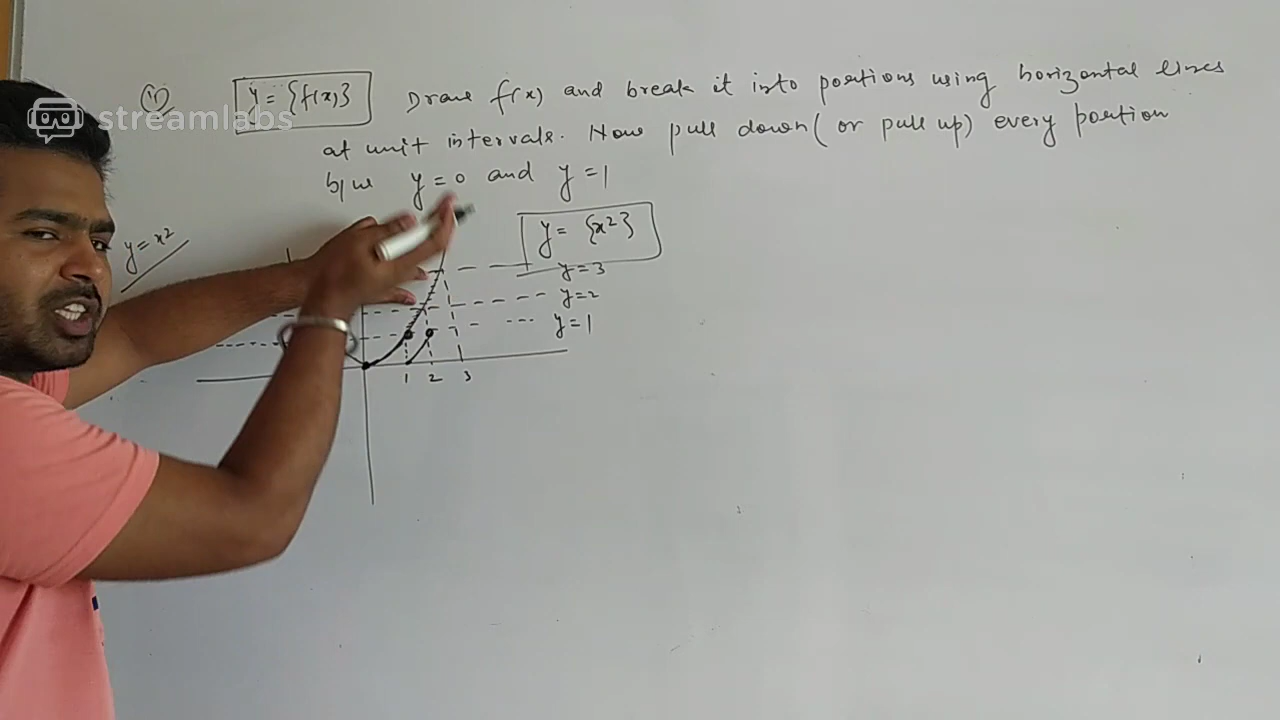 streamlabs
(1) y = {f(x)} Draw f(x) and break it into portions using horizontal lines
at unit intervals. Now pull down (or pull up) every portion
b/w y = 0 and y = 1
y = x²
y = {x²}
y = 3
y = 2
y = 1
1 2 3